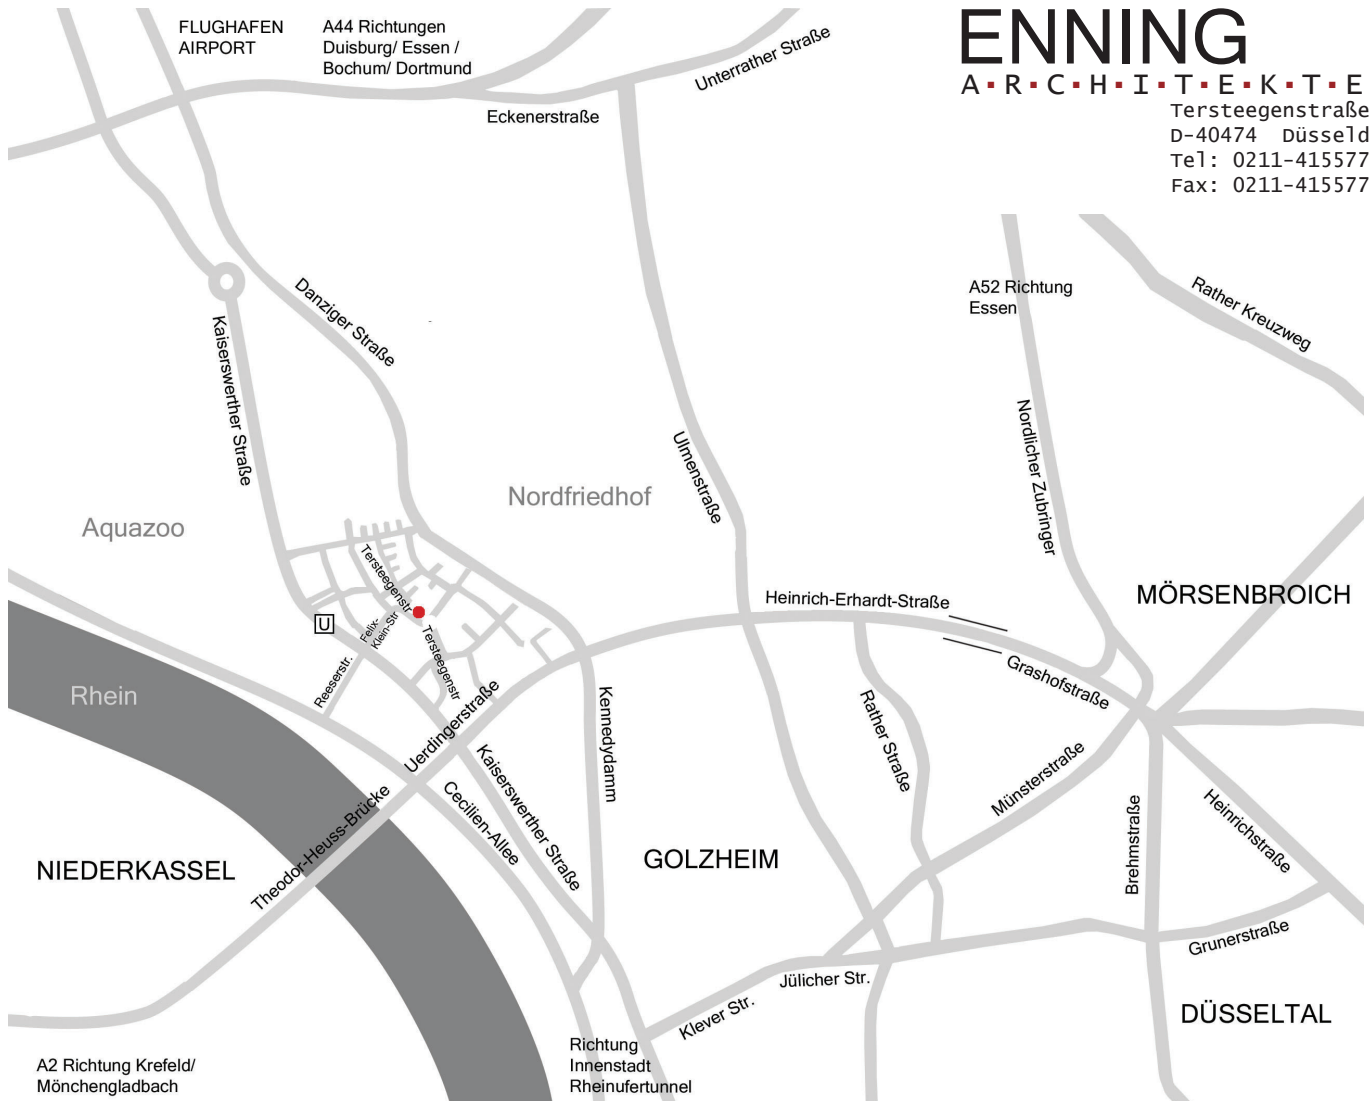 FLUGHAFEN
AIRPORT
A44 Richtungen
Duisburg/ Essen /
Bochum/ Dortmund
Eckenerstraße
Unterrather Straße
ENNING
A·R·C·H·I·T·E·K·T·E
Tersteegenstraße
D-40474 Düsseld
Tel: 0211-415577
Fax: 0211-415577
A52 Richtung
Essen
Rather Kreuzweg
Danziger Straße
Kaiserswerther Straße
Nordlicher Zubringer
Ulmenstraße
Nordfriedhof
Aquazoo
Tersteegenstr
Felix-
Klein-Str
U
Tersteegenstr
Reeserstr.
Heinrich-Erhardt-Straße
MÖRSENBROICH
Grashofstraße
Rhein
Uerdingerstraße
Kennedydamm
Rather Straße
Münsterstraße
Kaiserswerther Straße
Cecilien-Allee
Theodor-Heuss-Brücke
Brehmstraße
Heinrichstraße
NIEDERKASSEL
GOLZHEIM
Grunerstraße
Jülicher Str.
Klever Str.
DÜSSELTAL
A2 Richtung Krefeld/
Mönchengladbach
Richtung
Innenstadt
Rheinufertunnel